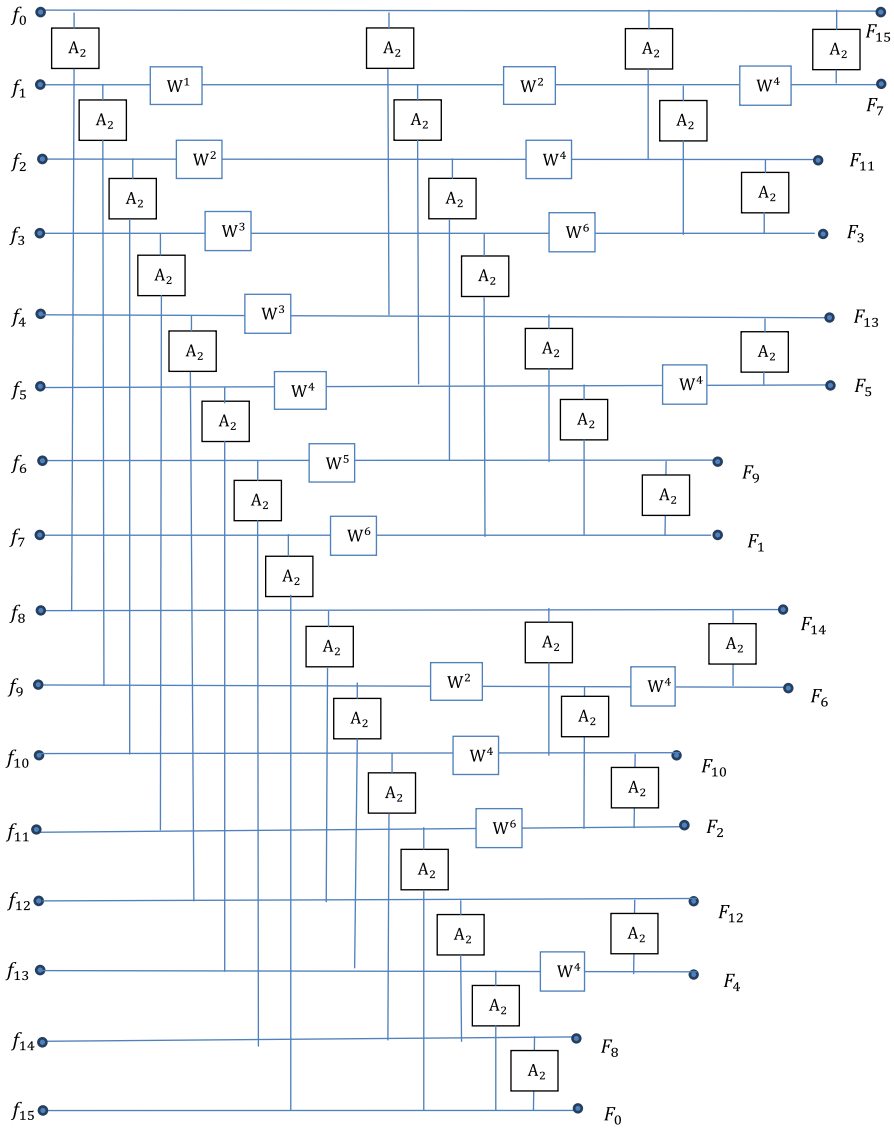 f₀ F₁₅
A₂ A₂ A₂ A₂
f₁ W¹ W² W⁴ F₇
A₂ A₂ A₂
f₂ W² W⁴ F₁₁
A₂ A₂ A₂
f₃ W³ W⁶ F₃
A₂ A₂
f₄ W³ F₁₃
A₂ A₂ A₂
f₅ W⁴ W⁴ F₅
A₂ A₂
f₆ W⁵ F₉
A₂ A₂
f₇ W⁶ F₁
A₂
f₈ F₁₄
A₂ A₂ A₂
f₉ W² W⁴ F₆
A₂ A₂
f₁₀ W⁴ F₁₀
A₂ A₂
f₁₁ W⁶ F₂
A₂
f₁₂ F₁₂
A₂ A₂
f₁₃ W⁴ F₄
A₂
f₁₄ F₈
A₂
f₁₅ F₀